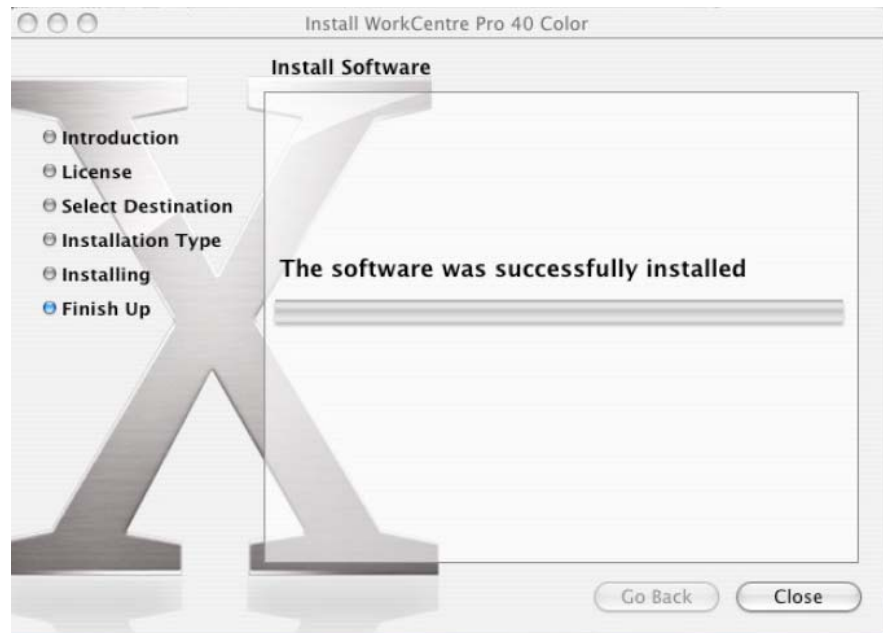 Install WorkCentre Pro 40 Color
Install Software
Introduction
License
Select Destination
Installation Type
Installing
Finish Up
The software was successfully installed
Go Back
Close